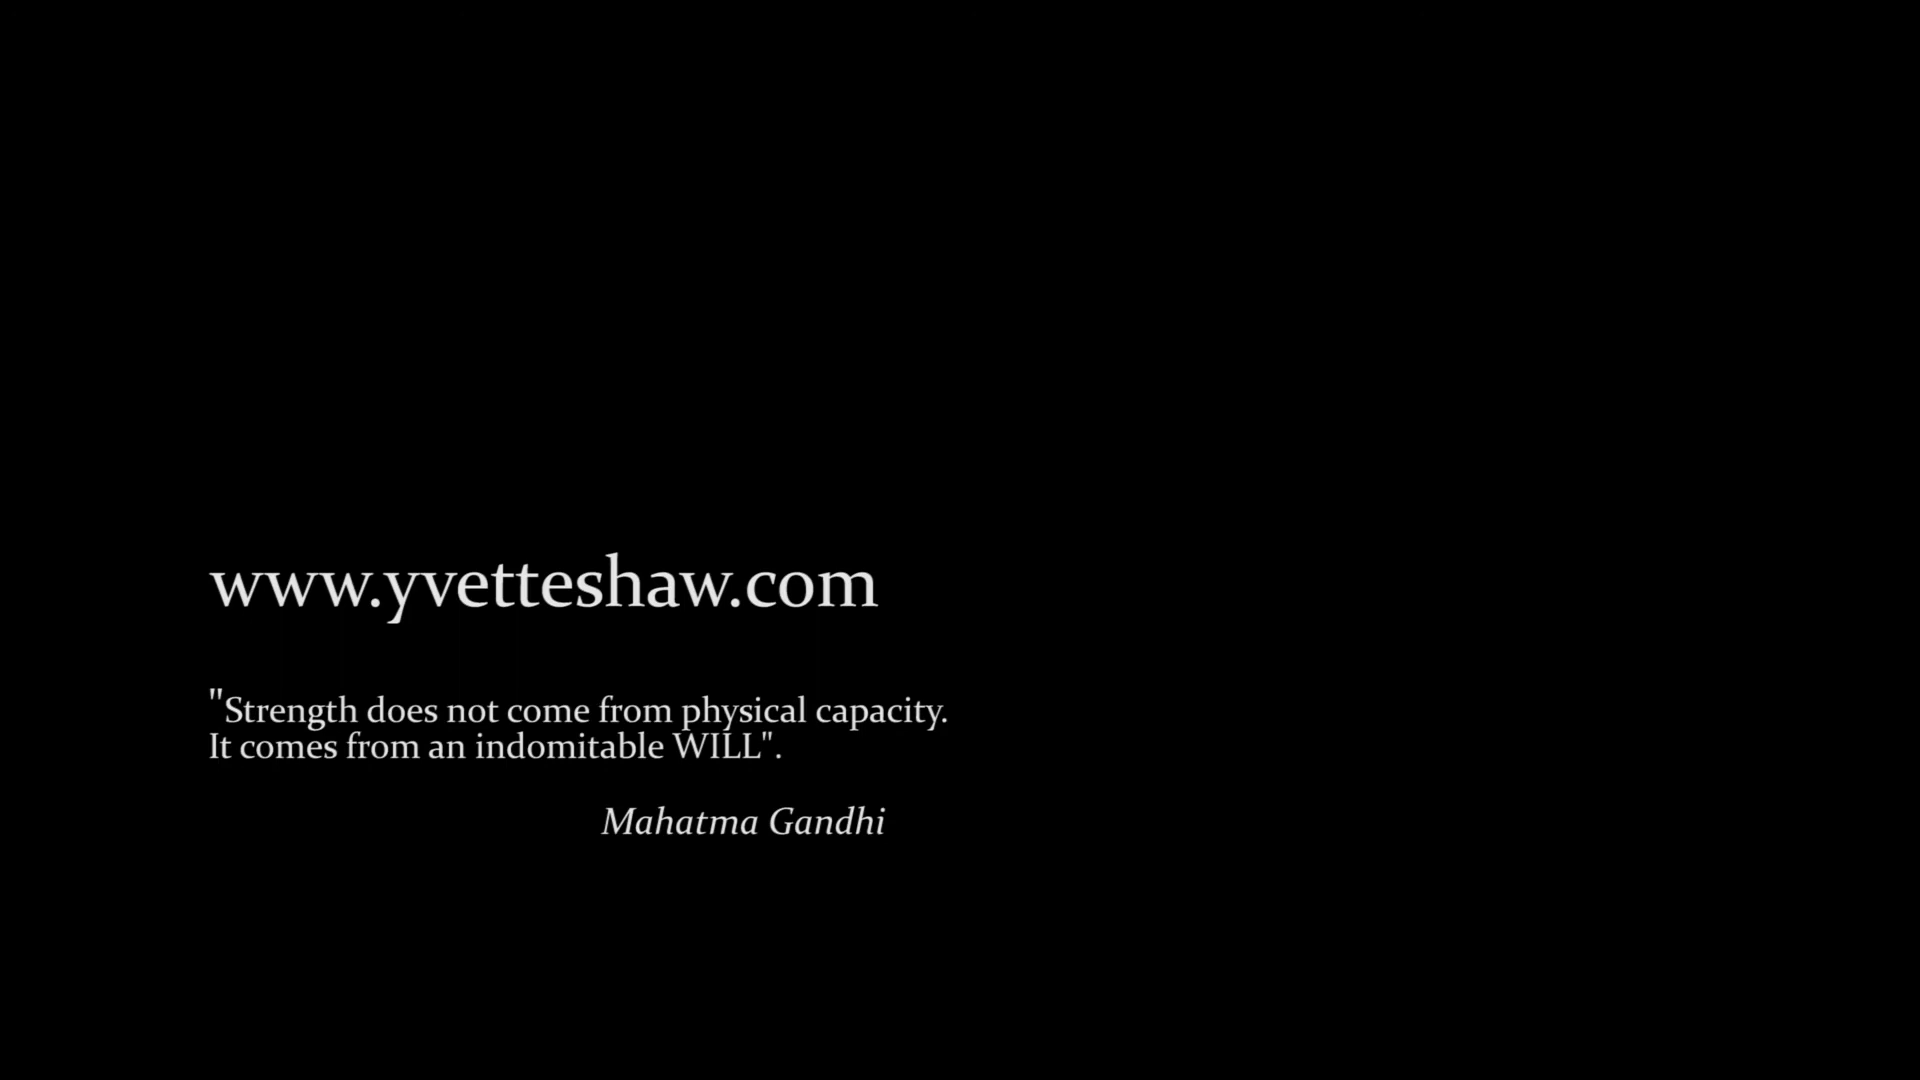 www.yvetteshaw.com
"Strength does not come from physical capacity.
It comes from an indomitable WILL".
Mahatma Gandhi